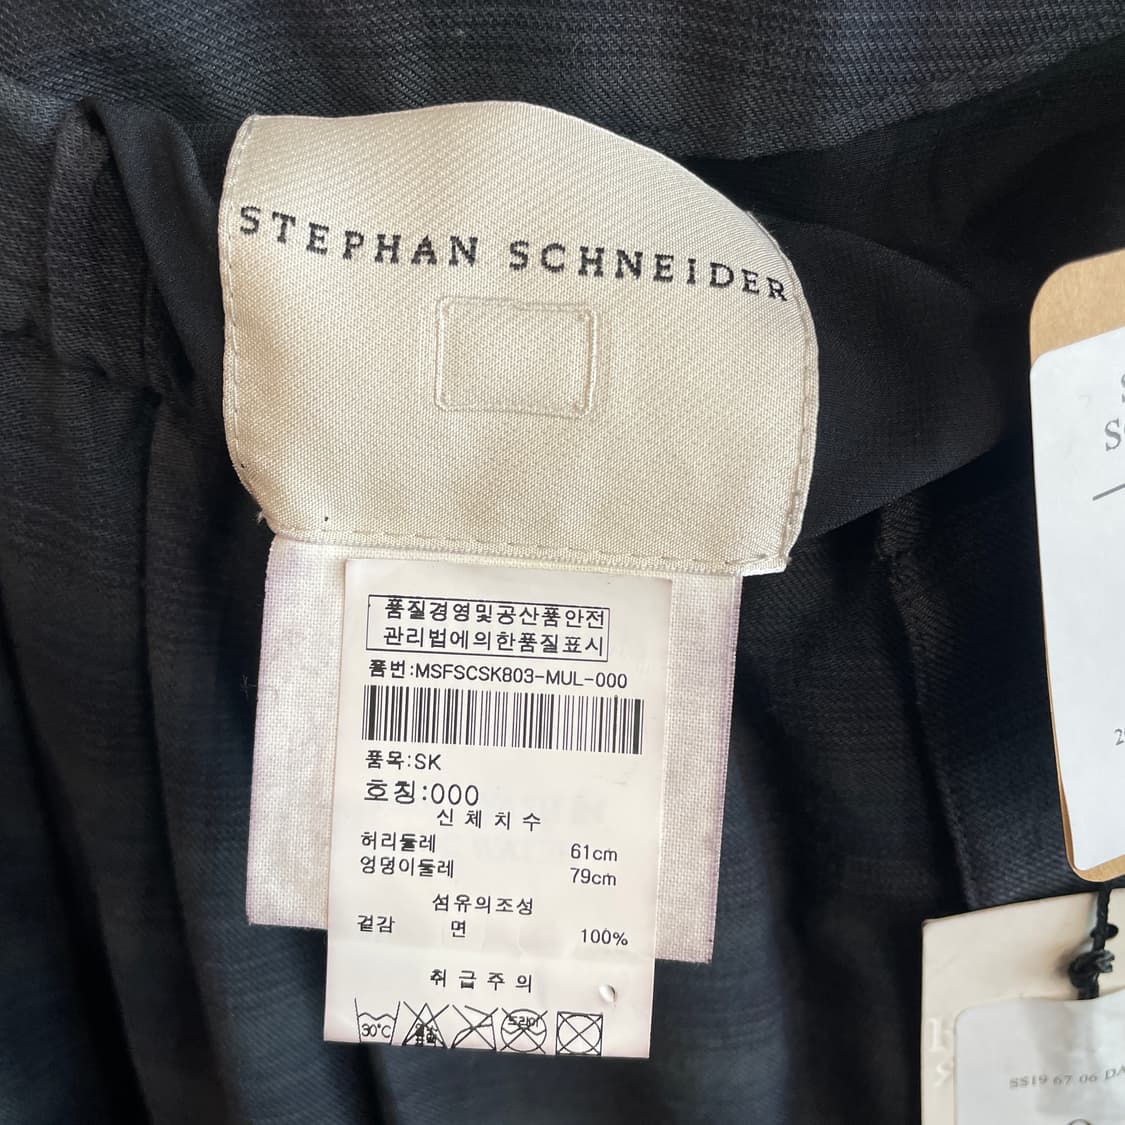 STEPHAN SCHNEIDER
품질경영및공산품안전
관리법에의한품질표시
품번:MSFSCSK803-MUL-000
품목:SK
호칭:000
신체치수
허리둘레 61cm
엉덩이둘레 79cm
섬유의조성
겉감 면 100%
취급주의
30°C
드라이
SS19 67 06